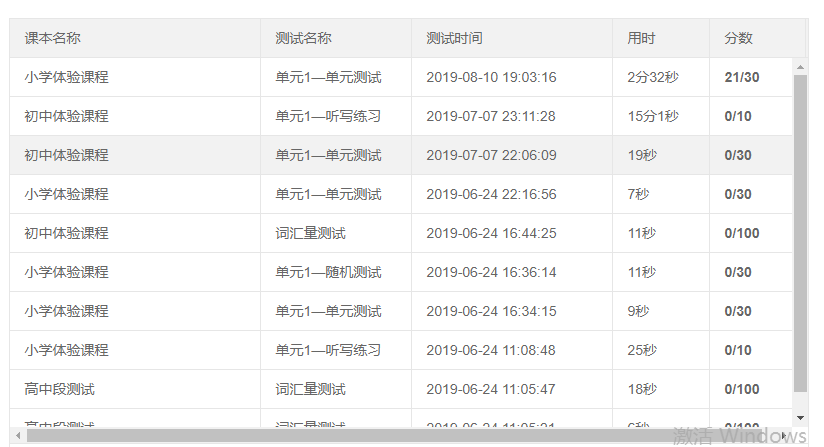 课本名称 测试名称 测试时间 用时 分数
小学体验课程 单元1—单元测试 2019-08-10 19:03:16 2分32秒 21/30
初中体验课程 单元1—听写练习 2019-07-07 23:11:28 15分1秒 0/10
初中体验课程 单元1—单元测试 2019-07-07 22:06:09 19秒 0/30
小学体验课程 单元1—单元测试 2019-06-24 22:16:56 7秒 0/30
初中体验课程 词汇量测试 2019-06-24 16:44:25 11秒 0/100
小学体验课程 单元1—随机测试 2019-06-24 16:36:14 11秒 0/30
小学体验课程 单元1—单元测试 2019-06-24 16:34:15 9秒 0/30
小学体验课程 单元1—听写练习 2019-06-24 11:08:48 25秒 0/10
高中段测试 词汇量测试 2019-06-24 11:05:47 18秒 0/100
高中段测试 词汇量测试
激活 Windows